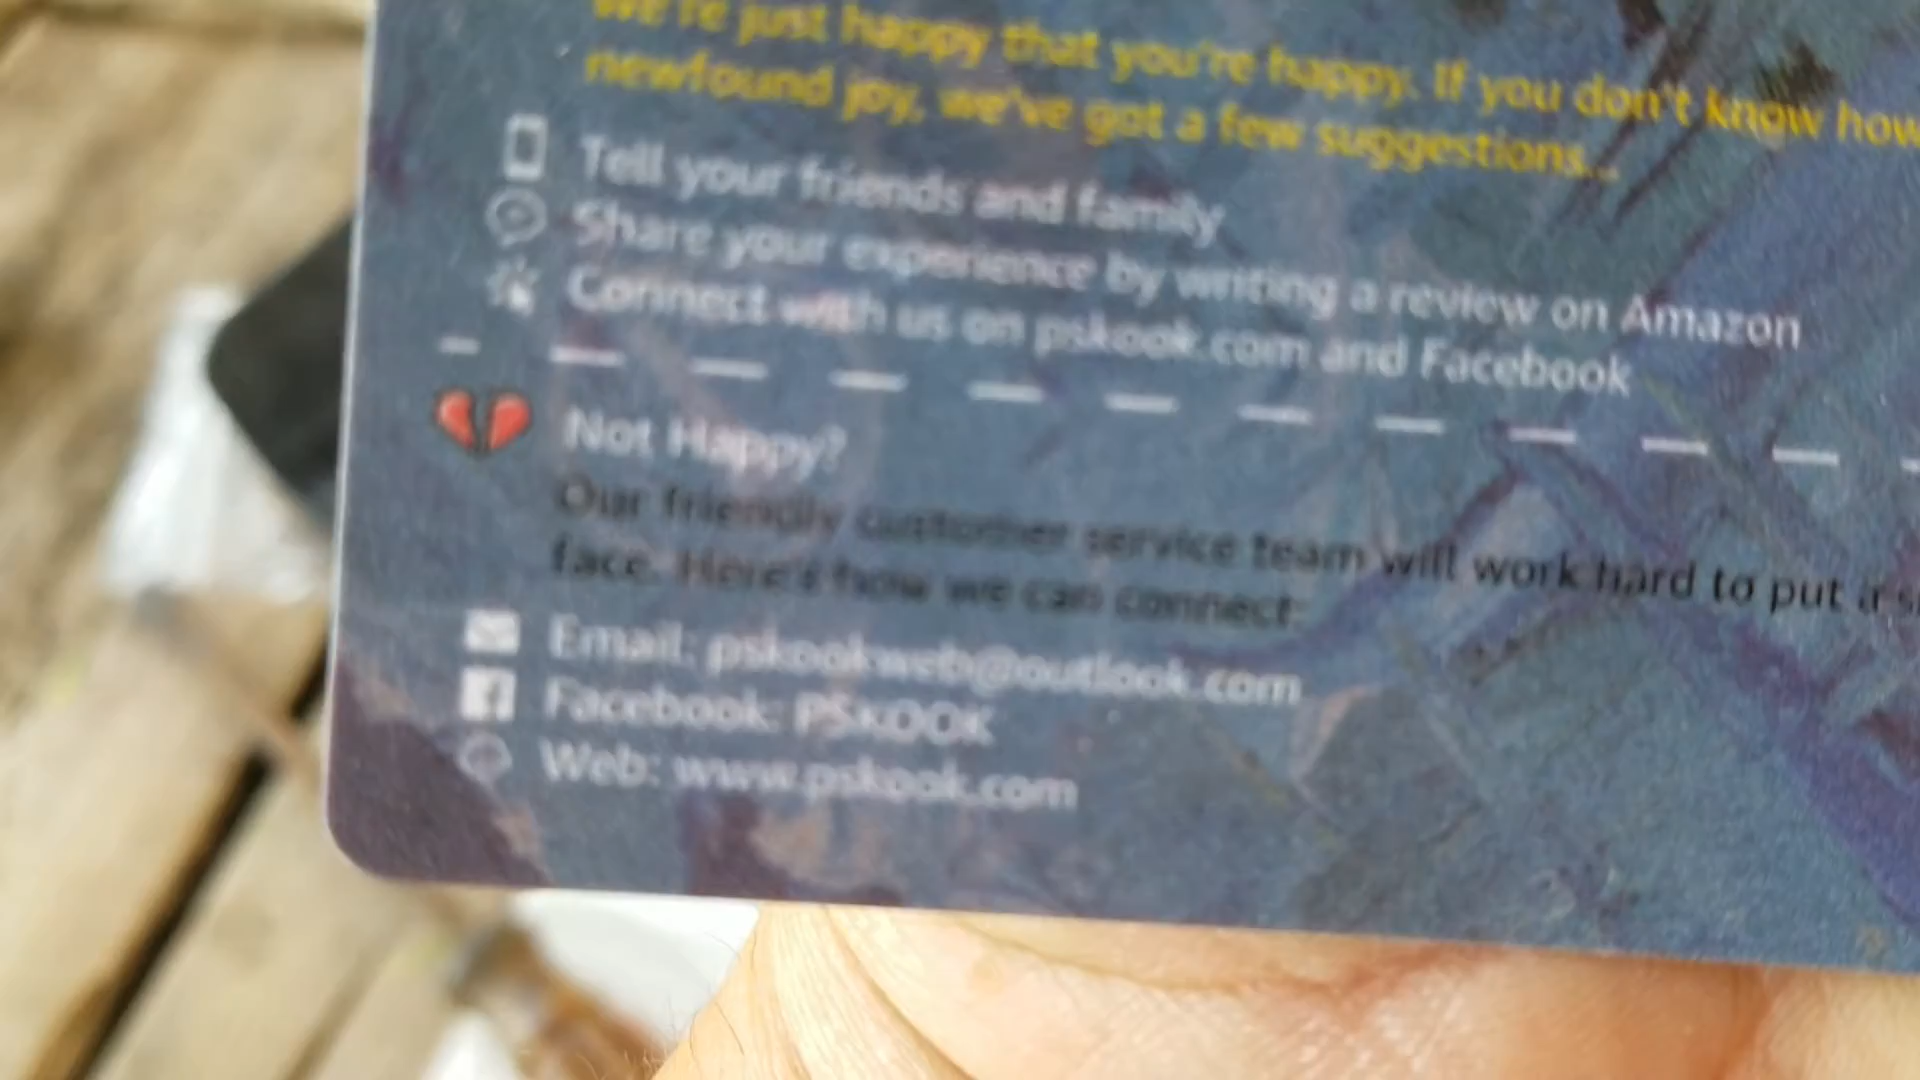 We're just happy that you're happy. If you don't know how
newfound joy, we've got a few suggestions...
Tell your friends and family
Share your experience by writing a review on Amazon
Connect with us on pskook.com and Facebook
Not Happy?
Our friendly customer service team will work hard to put a
face. Here's how we can connect:
Email: pskookweb@outlook.com
Facebook: PSKOOK
Web: www.pskook.com